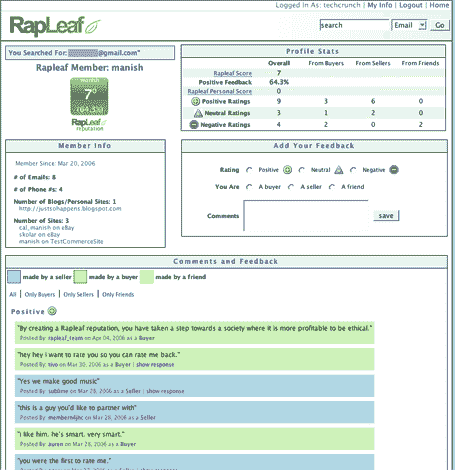 Logged In As: techcrunch | My Info | Logout | Home
RapLeaf
search Email Go
You Searched For: @gmail.com"
Rapleaf Member: manish
7
(64.3%)
RapLeaf
reputation
Profile Stats
Overall From Buyers From Sellers From Friends
Rapleaf Score 7
Positive Feedback 64.3%
Rapleaf Personal Score 0
Positive Ratings 9 3 6 0
Neutral Ratings 3 1 2 0
Negative Ratings 4 2 0 2
Member Info
Member Since: Mar 20, 2006
# of Emails: 6
# of Phone #s: 4
Number of Blogs/Personal Sites: 1
http://justsohappens.blogspot.com
Number of Sites: 3
cal_manish on eBay
skolar on eBay
manish on TestCommerceSite
Add Your Feedback
Rating Positive Neutral Negative
You Are A buyer A seller A friend
Comments save
Comments and Feedback
made by a seller made by a buyer made by a friend
All | Only Buyers | Only Sellers | Only Friends
Positive
"By creating a Rapleaf reputation, you have taken a step towards a society where it is more profitable to be ethical."
Posted By: rapleaf_team on Apr 04, 2006 as a Buyer
"hey hey i want to rate you so you can rate me back."
Posted By: tivo on Mar 30, 2006 as a Buyer | show response
"Yes we make good music"
Posted By: sublime on Mar 28, 2006 as a Seller | show response
"this is a guy you'd like to partner with"
Posted By: on Mar 28, 2006 as a Seller
"I like him, he's smart, very smart."
Posted By: auren on Mar 28, 2006 as a Buyer
"you were the first to rate me."